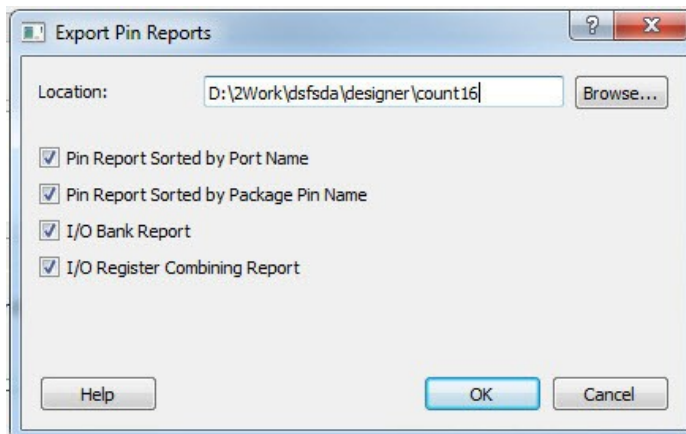 Export Pin Reports
?
Location:
D:\2Work\dsfsda\designer\count16
Browse...
Pin Report Sorted by Port Name
Pin Report Sorted by Package Pin Name
I/O Bank Report
I/O Register Combining Report
Help
OK
Cancel